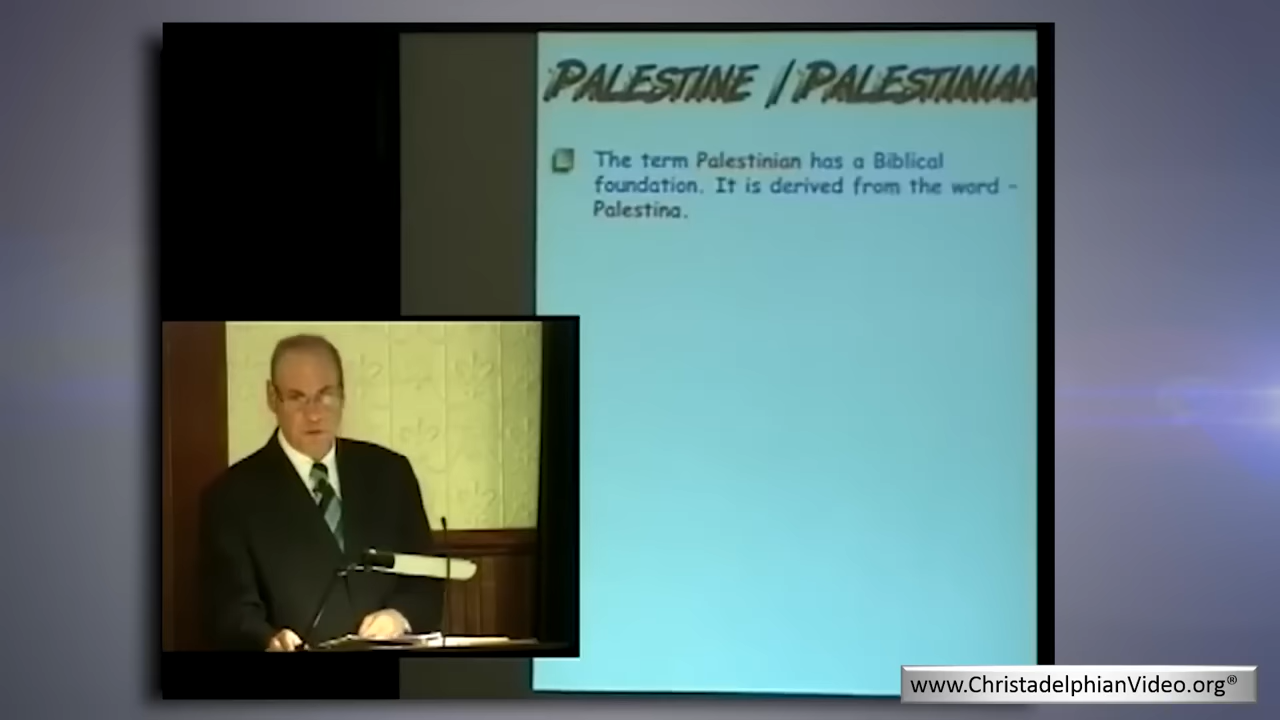 PALESTINE / PALESTINIAN
The term Palestinian has a Biblical
foundation. It is derived from the word -
Palestina.
www.ChristadelphianVideo.org®